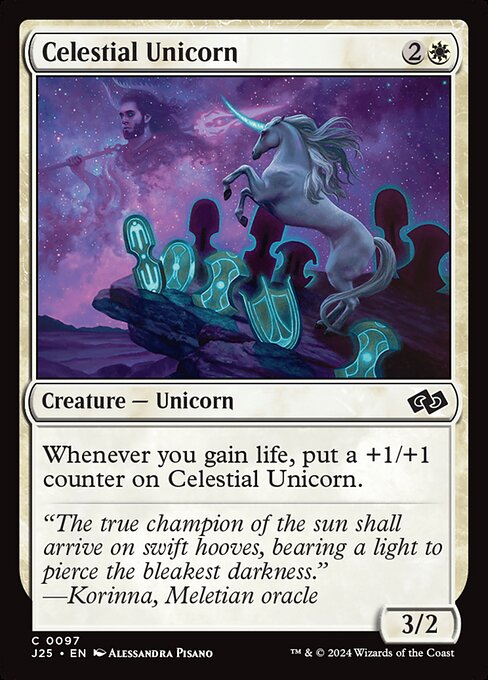 Celestial Unicorn 2
Creature — Unicorn
Whenever you gain life, put a +1/+1
counter on Celestial Unicorn.
“The true champion of the sun shall
arrive on swift hooves, bearing a light to
pierce the bleakest darkness.”
—Korinna, Meletian oracle
3/2
C 0097
J25 • EN Alessandra Pisano ™ & © 2024 Wizards of the Coast